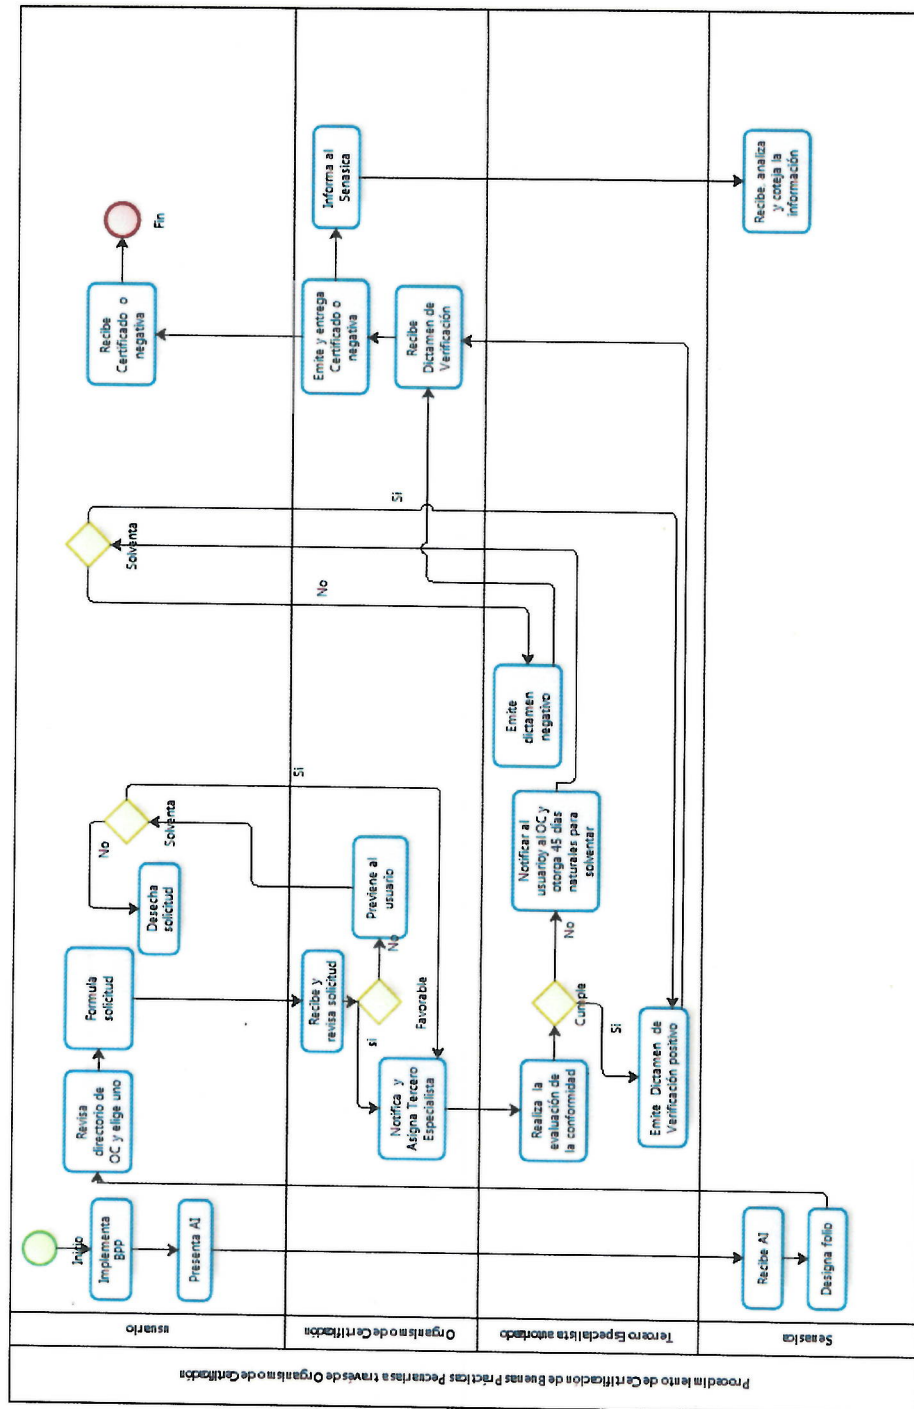 Procedimiento de Certificación de Buenas Prácticas Pecuarias a través de Organismo de Certificación
usuario
Inicio
Implementa
BPP
Presenta AI
Revisa
directorio de
OC y elige uno
Formula
solicitud
Desecha
solicitud
No
Solventa
Si
Solventa
No
Si
Recibe
Certificado o
negativa
Fin
Organismo de Certificación
Recibe y
revisa solicitud
si
No
Notifica y
Asigna Tercero
Especialista
Favorable
Previene al
usuario
Emite y entrega
Certificado o
negativa
Recibe
Dictamen de
Verificación
Informa al
Senasica
Tercero Especialista autorizado
Realiza la
evaluación de
la conformidad
Cumple
No
Si
Notificar al
usuarioy al OC y
otorga 45 días
naturales para
solventar
Emite
dictamen
negativo
Emite Dictamen de
Verificación positivo
Senasica
Recibe AI
Designa folio
Recibe, analiza
y coteja la
información